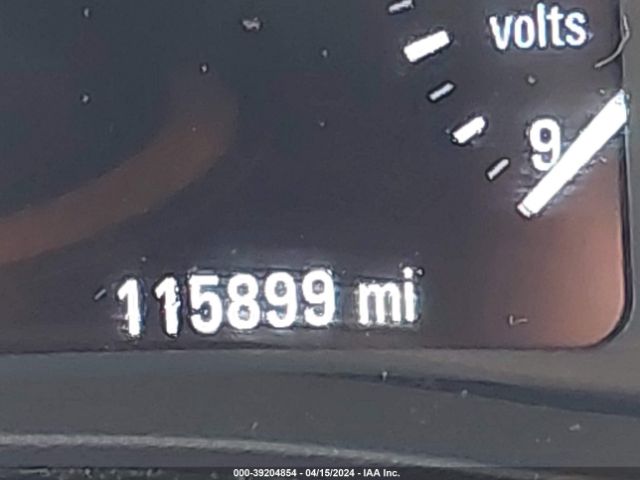 volts
9
115899 mi
000-39204854 - 04/15/2024 - IAA Inc.